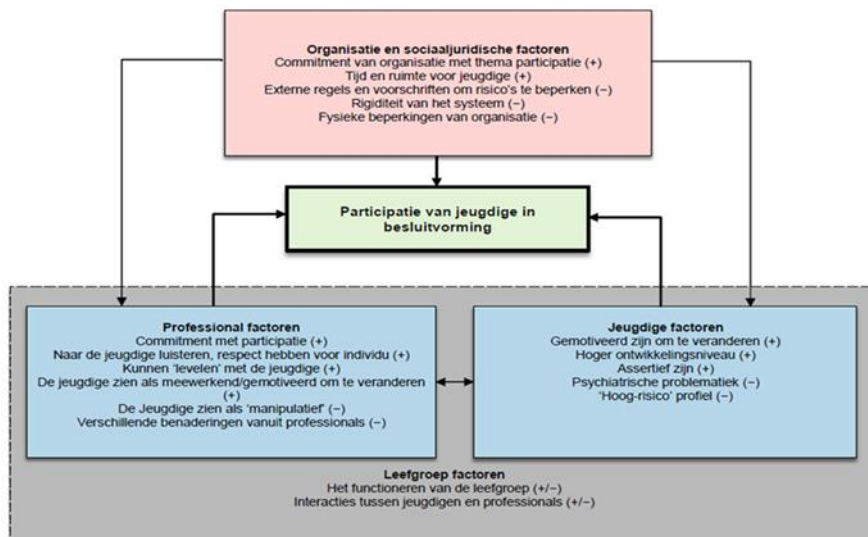 Organisatie en sociaaljuridische factoren
Commitment van organisatie met thema participatie (+)
Tijd en ruimte voor jeugdige (+)
Externe regels en voorschriften om risico's te beperken (−)
Rigiditeit van het systeem (−)
Fysieke beperkingen van organisatie (−)
Participatie van jeugdige in
besluitvorming
Professional factoren
Commitment met participatie (+)
Naar de jeugdige luisteren, respect hebben voor individu (+)
Kunnen 'levelen' met de jeugdige (+)
De jeugdige zien als meewerkend/gemotiveerd om te veranderen
(+)
De Jeugdige zien als 'manipulatief' (−)
Verschillende benaderingen vanuit professionals (−)
Jeugdige factoren
Gemotiveerd zijn om te veranderen (+)
Hoger ontwikkelingsniveau (+)
Assertief zijn (+)
Psychiatrische problematiek (−)
'Hoog-risico' profiel (−)
Leefgroep factoren
Het functioneren van de leefgroep (+/−)
Interacties tussen jeugdigen en professionals (+/−)